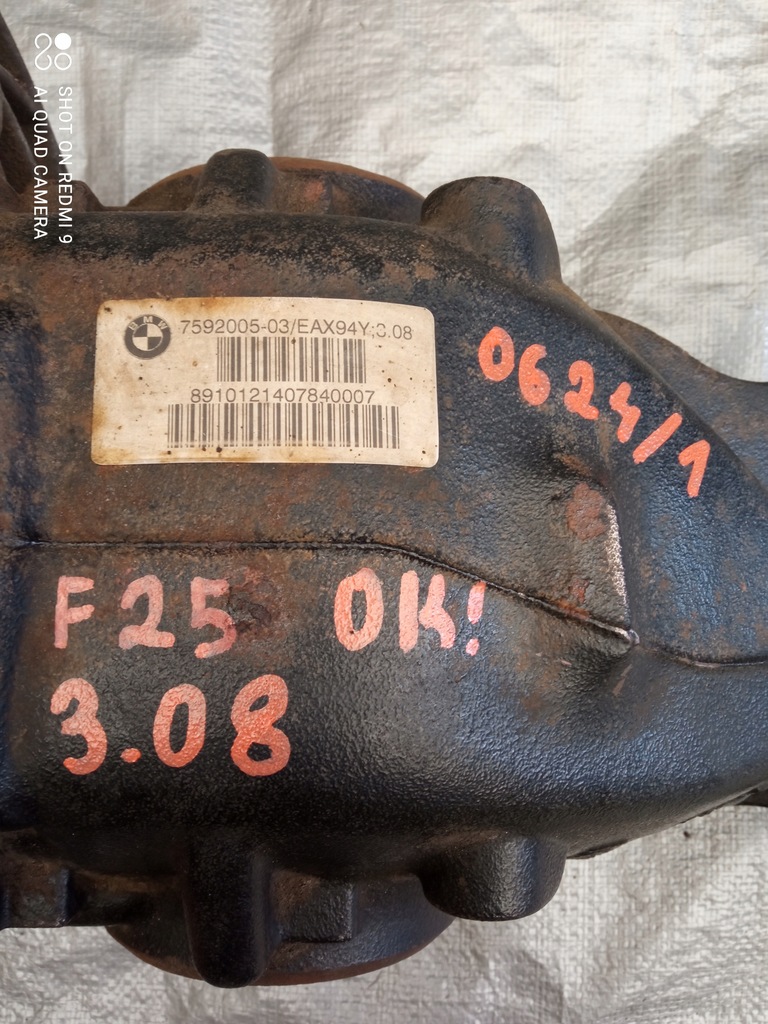 SHOT ON REDMI 9
AI QUAD CAMERA
BMW
7592005-03/EAX94Y;3.08
8910121407840007
0624/1
F25 OK!
3.08